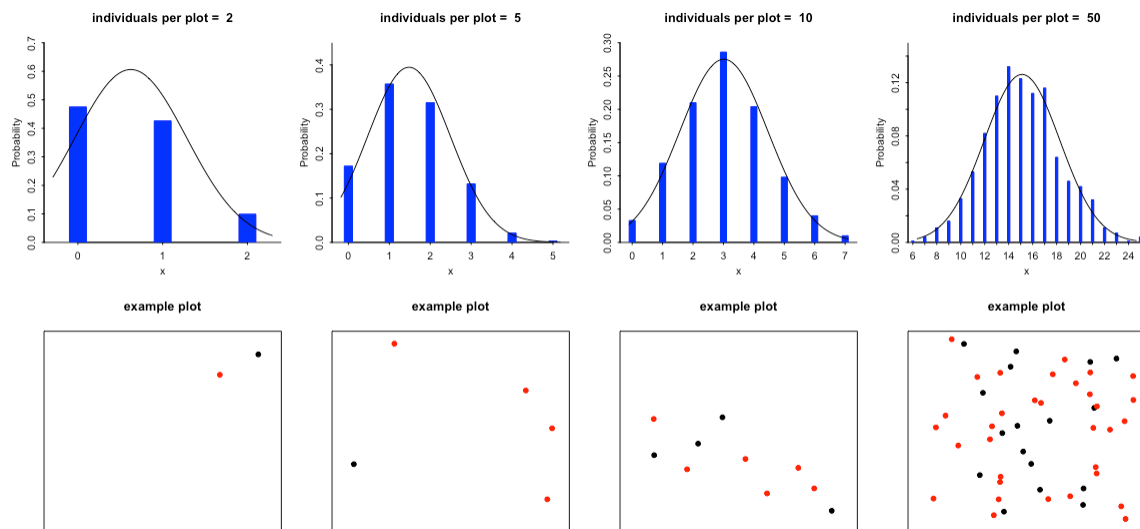 individuals per plot = 2
Probability
0.0 0.1 0.2 0.3 0.4 0.5 0.6 0.7
0 1 2
x
individuals per plot = 5
Probability
0.0 0.1 0.2 0.3 0.4
0 1 2 3 4 5
x
individuals per plot = 10
Probability
0.00 0.05 0.10 0.15 0.20 0.25 0.30
0 1 2 3 4 5 6 7
x
individuals per plot = 50
Probability
0.00 0.04 0.08 0.12
6 8 10 12 14 16 18 20 22 24
x
example plot
example plot
example plot
example plot